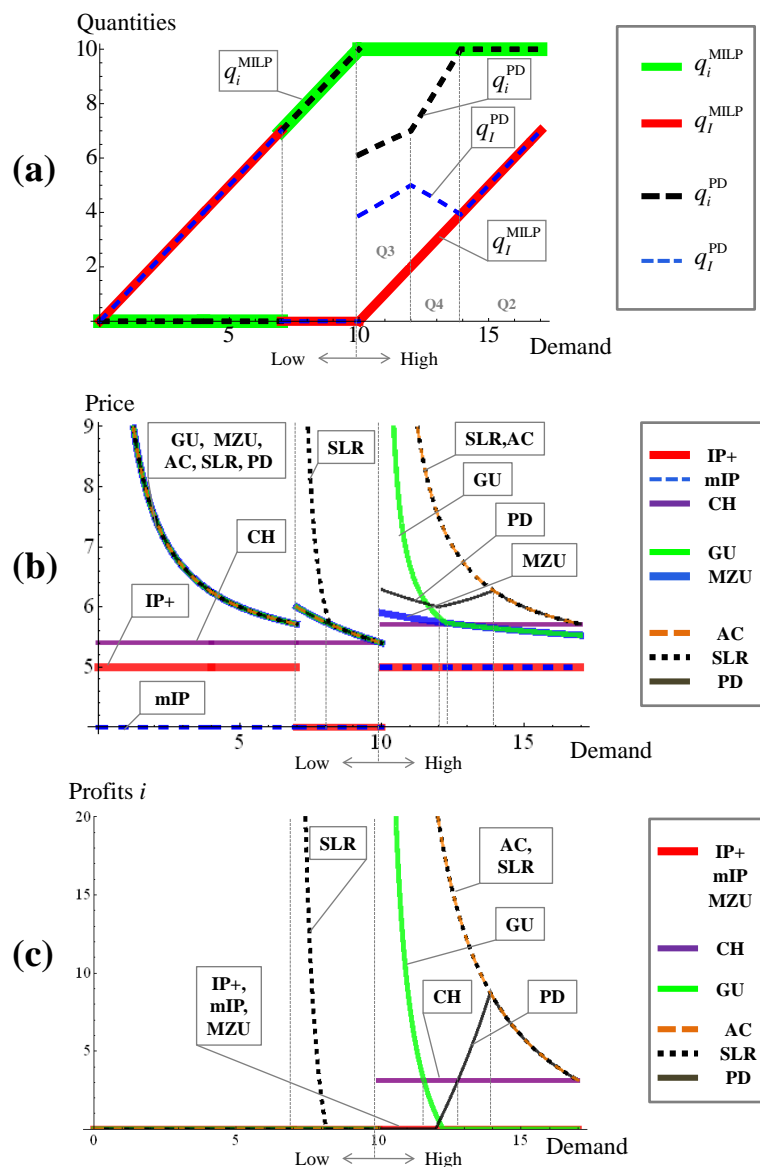 Quantities
10
8
6
4
2
5
10
15
Demand
Low
High
(a)
q_i^MILP
q_i^PD
q_I^PD
q_I^MILP
Q3
Q4
Q2
q_i^MILP
q_I^MILP
q_i^PD
q_I^PD
Price
9
8
7
6
5
5
10
15
Demand
Low
High
(b)
GU, MZU,
AC, SLR, PD
CH
IP+
mIP
SLR
SLR,AC
GU
PD
MZU
IP+
mIP
CH
GU
MZU
AC
SLR
PD
Profits i
20
15
10
5
0
0
5
10
15
Demand
Low
High
(c)
SLR
IP+,
mIP,
MZU
AC,
SLR
GU
CH
PD
IP+
mIP
MZU
CH
GU
AC
SLR
PD